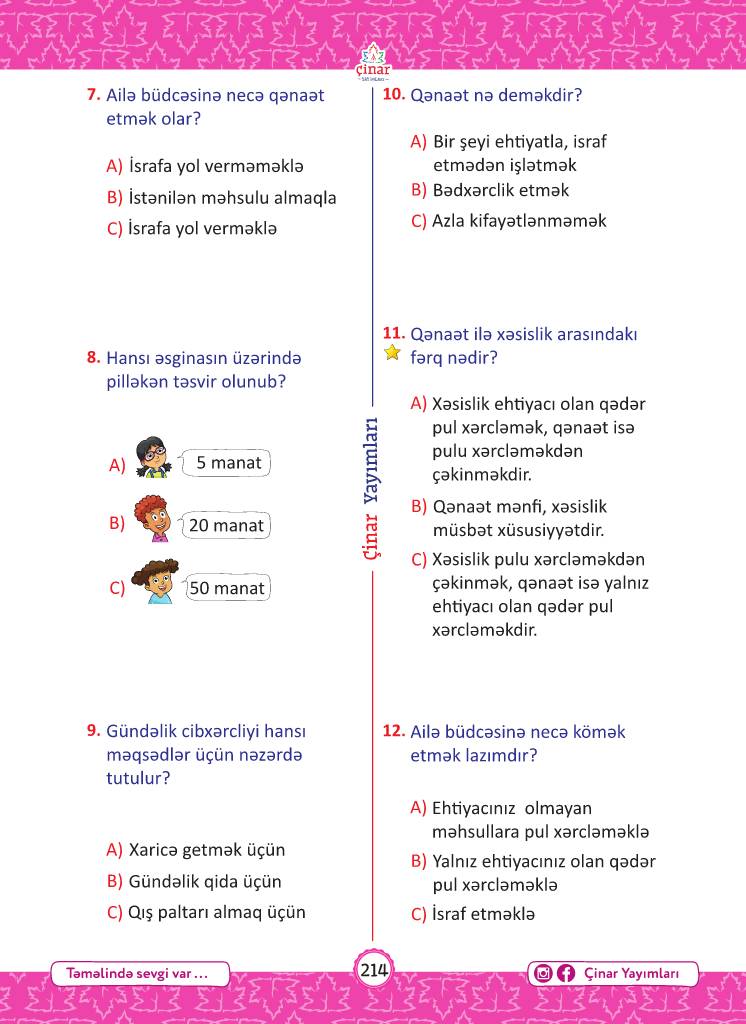 çinar
YAYIMLARI
7. Ailə büdcəsinə necə qənaət
etmək olar?
A) İsrafa yol verməməklə
B) İstənilən məhsulu almaqla
C) İsrafa yol verməklə
8. Hansı əsginasın üzərində
pilləkən təsvir olunub?
A) 5 manat
B) 20 manat
C) 50 manat
9. Gündəlik cibxərcliyi hansı
məqsədlər üçün nəzərdə
tutulur?
A) Xaricə getmək üçün
B) Gündəlik qida üçün
C) Qış paltarı almaq üçün
Çinar Yayımları
10. Qənaət nə deməkdir?
A) Bir şeyi ehtiyatla, israf
etmədən işlətmək
B) Bədxərclik etmək
C) Azla kifayətlənməmək
11. Qənaət ilə xəsislik arasındakı
fərq nədir?
A) Xəsislik ehtiyacı olan qədər
pul xərcləmək, qənaət isə
pulu xərcləməkdən
çəkinməkdir.
B) Qənaət mənfi, xəsislik
müsbət xüsusiyyətdir.
C) Xəsislik pulu xərcləməkdən
çəkinmək, qənaət isə yalnız
ehtiyacı olan qədər pul
xərcləməkdir.
12. Ailə büdcəsinə necə kömək
etmək lazımdır?
A) Ehtiyacınız olmayan
məhsullara pul xərcləməklə
B) Yalnız ehtiyacınız olan qədər
pul xərcləməklə
C) İsraf etməklə
Təməlində sevgi var...
214
Çinar Yayımları